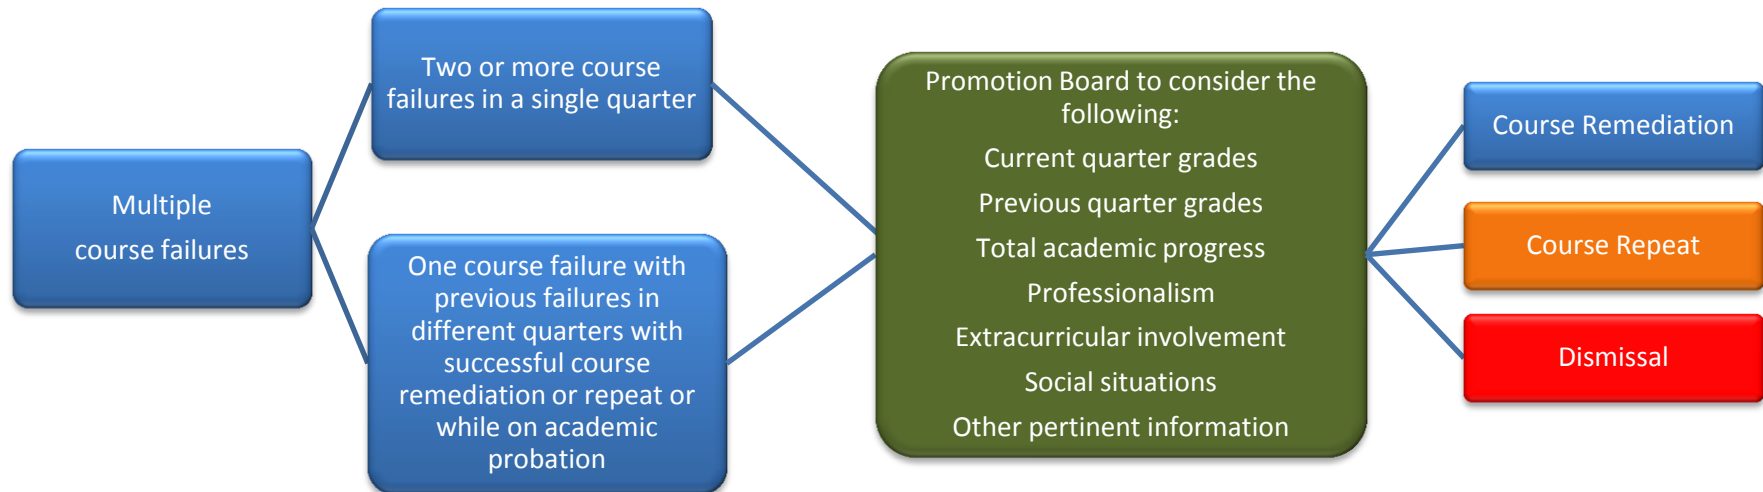 Multiple
course failures
Two or more course
failures in a single quarter
One course failure with
previous failures in
different quarters with
successful course
remediation or repeat or
while on academic
probation
Promotion Board to consider the
following:
Current quarter grades
Previous quarter grades
Total academic progress
Professionalism
Extracurricular involvement
Social situations
Other pertinent information
Course Remediation
Course Repeat
Dismissal